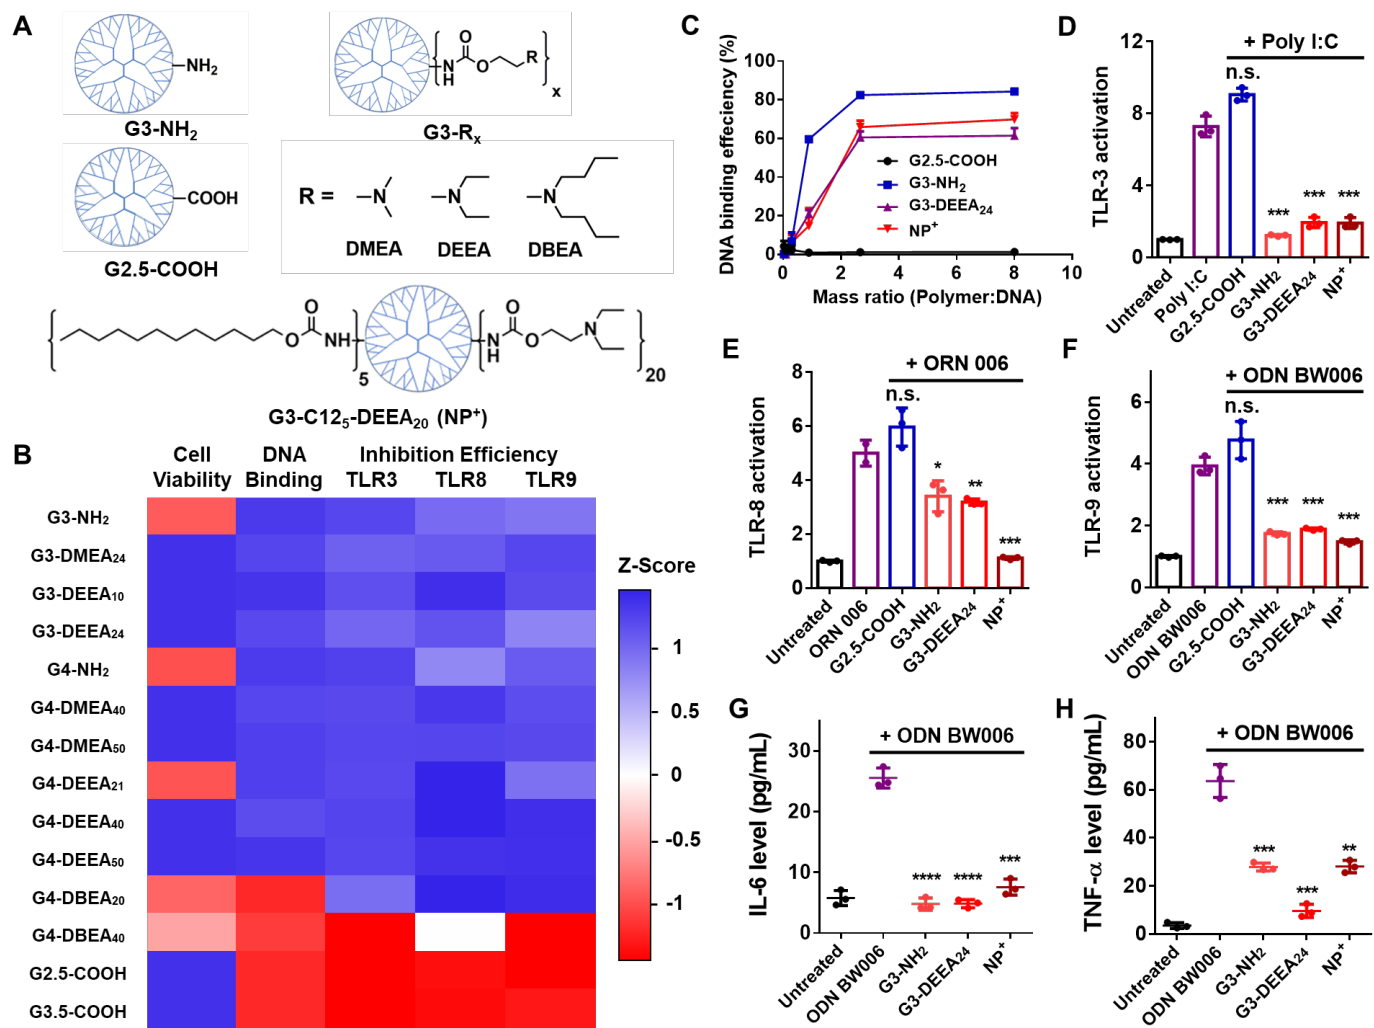 A
NH₂
G3-NH₂
COOH
G2.5-COOH
O
N
H
O
R
x
G3-Rₓ
R =
N
N
N
DMEA
DEEA
DBEA
O
O
NH
5
O
N
H
O
N
20
G3-C12₅-DEEA₂₀ (NP⁺)
B
Cell
Viability
DNA
Binding
Inhibition Efficiency
TLR3
TLR8
TLR9
G3-NH₂
G3-DMEA₂₄
G3-DEEA₁₀
G3-DEEA₂₄
G4-NH₂
G4-DMEA₄₀
G4-DMEA₅₀
G4-DEEA₂₁
G4-DEEA₄₀
G4-DEEA₅₀
G4-DBEA₂₀
G4-DBEA₄₀
G2.5-COOH
G3.5-COOH
Z-Score
1
0.5
0
-0.5
-1
C
DNA binding effeciency (%)
100
80
60
40
20
0
0
2
4
6
8
10
Mass ratio (Polymer:DNA)
G2.5-COOH
G3-NH₂
G3-DEEA₂₄
NP⁺
D
TLR-3 activation
12
8
4
0
+ Poly I:C
n.s.
***
***
***
Untreated
Poly I:C
G2.5-COOH
G3-NH₂
G3-DEEA₂₄
NP⁺
E
TLR-8 activation
8
6
4
2
0
+ ORN 006
n.s.
*
**
***
Untreated
ORN 006
G2.5-COOH
G3-NH₂
G3-DEEA₂₄
NP⁺
F
TLR-9 activation
6
4
2
0
+ ODN BW006
n.s.
***
***
***
Untreated
ODN BW006
G2.5-COOH
G3-NH₂
G3-DEEA₂₄
NP⁺
G
IL-6 level (pg/mL)
30
20
10
0
+ ODN BW006
****
****
***
Untreated
ODN BW006
G3-NH₂
G3-DEEA₂₄
NP⁺
H
TNF-α level (pg/mL)
80
60
40
20
0
+ ODN BW006
***
***
**
Untreated
ODN BW006
G3-NH₂
G3-DEEA₂₄
NP⁺